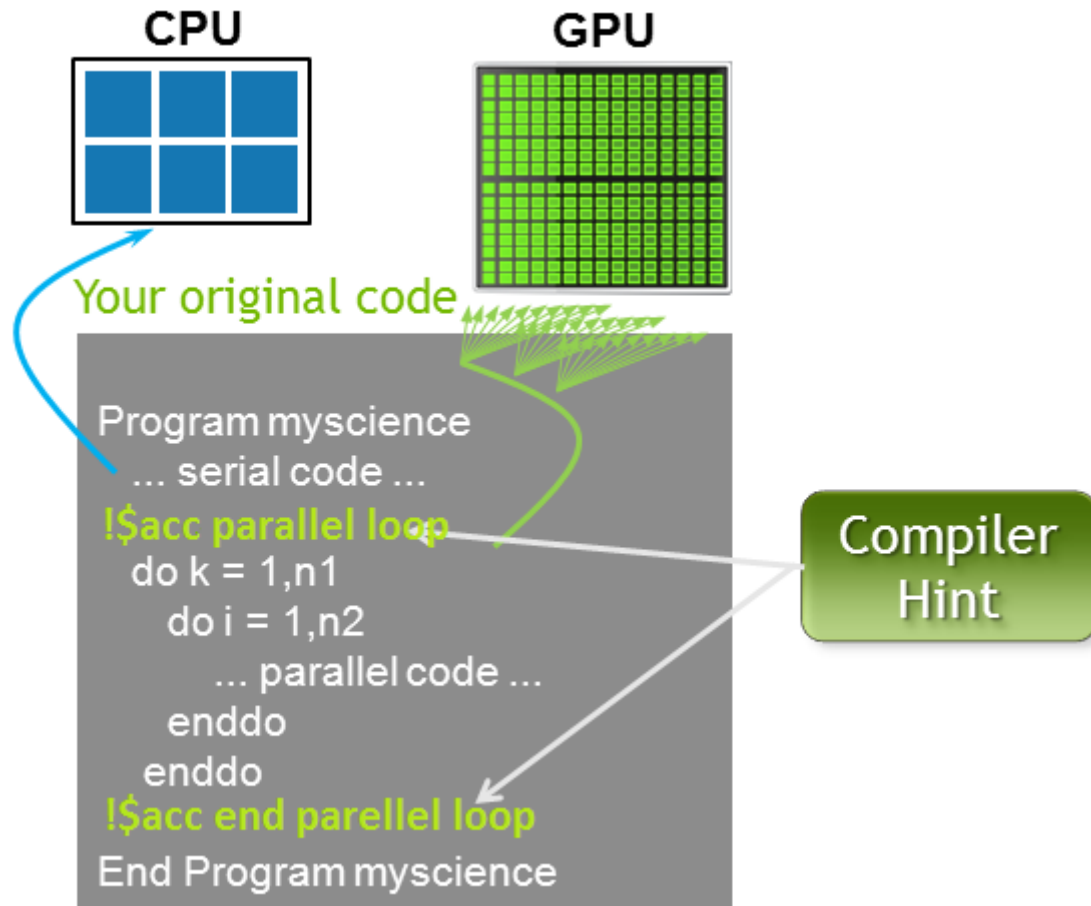 CPU
GPU
Your original code
Program myscience
... serial code ...
!$acc parallel loop
do k = 1,n1
do i = 1,n2
... parallel code ...
enddo
enddo
!$acc end parellel loop
End Program myscience
Compiler
Hint